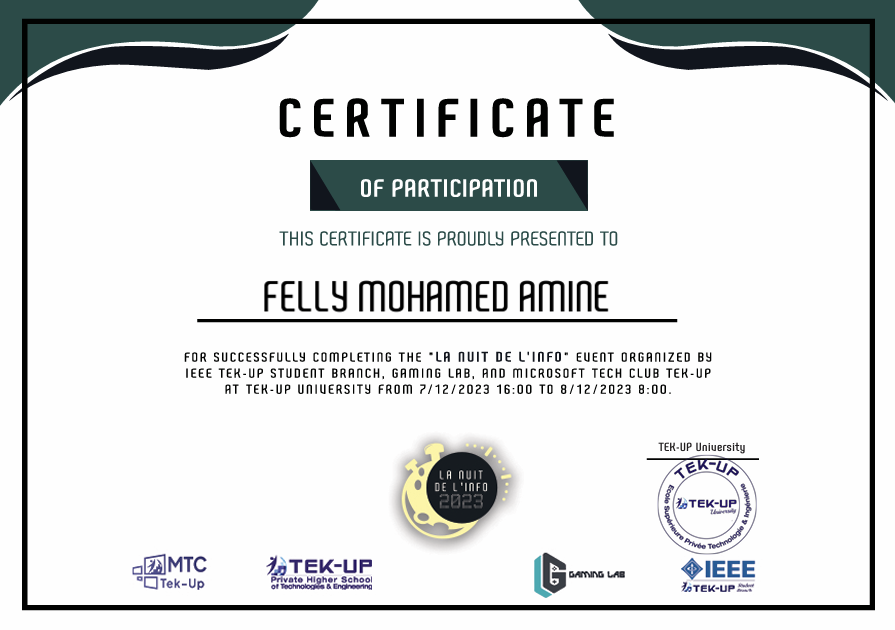 CERTIFICATE
OF PARTICIPATION
THIS CERTIFICATE IS PROUDLY PRESENTED TO
FELLY MOHAMED AMINE
FOR SUCCESSFULLY COMPLETING THE "LA NUIT DE L'INFO" EVENT ORGANIZED BY
IEEE TEK-UP STUDENT BRANCH, GAMING LAB, AND MICROSOFT TECH CLUB TEK-UP
AT TEK-UP UNIVERSITY FROM 7/12/2023 16:00 TO 8/12/2023 8:00.
TEK-UP University
LA NUIT
DE L'INFO
2023
TEK-UP
Ecole Supérieure Privée Technologie & Ingénierie
TEK-UP
University
MTC
Tek-Up
TEK-UP
Private Higher School
of Technologies & Engineering
GAMING LAB
IEEE
TEK-UP Student
Branch